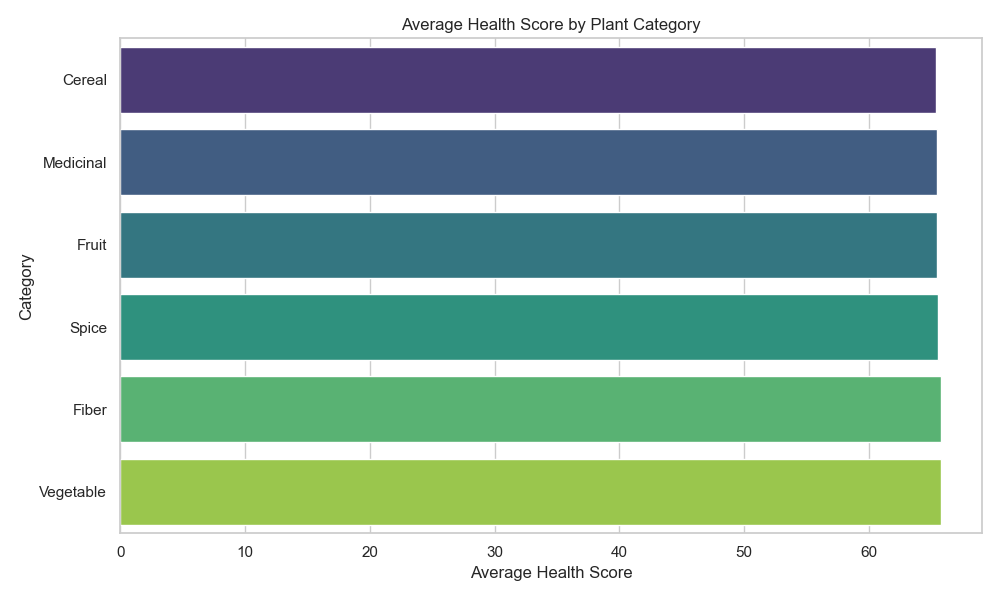 Average Health Score by Plant Category
Category
Cereal
Medicinal
Fruit
Spice
Fiber
Vegetable
0 10 20 30 40 50 60
Average Health Score